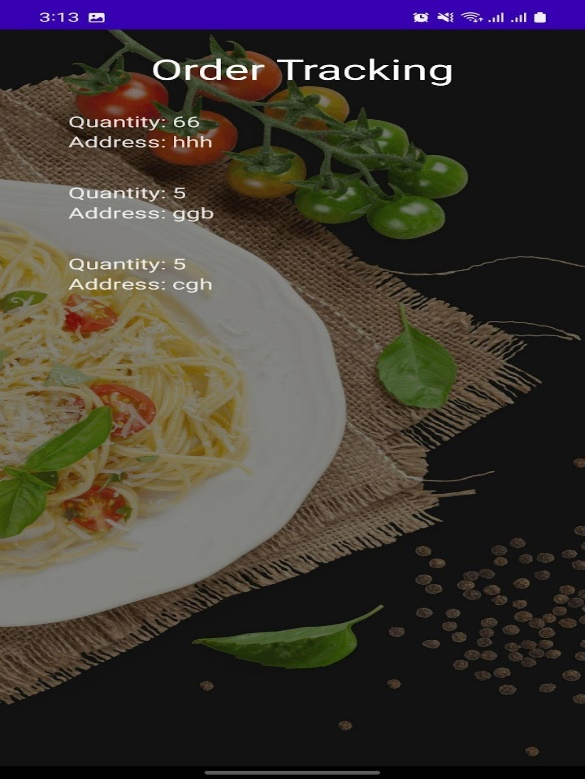 3:13
Order Tracking
Quantity: 66
Address: hhh
Quantity: 5
Address: ggb
Quantity: 5
Address: cgh